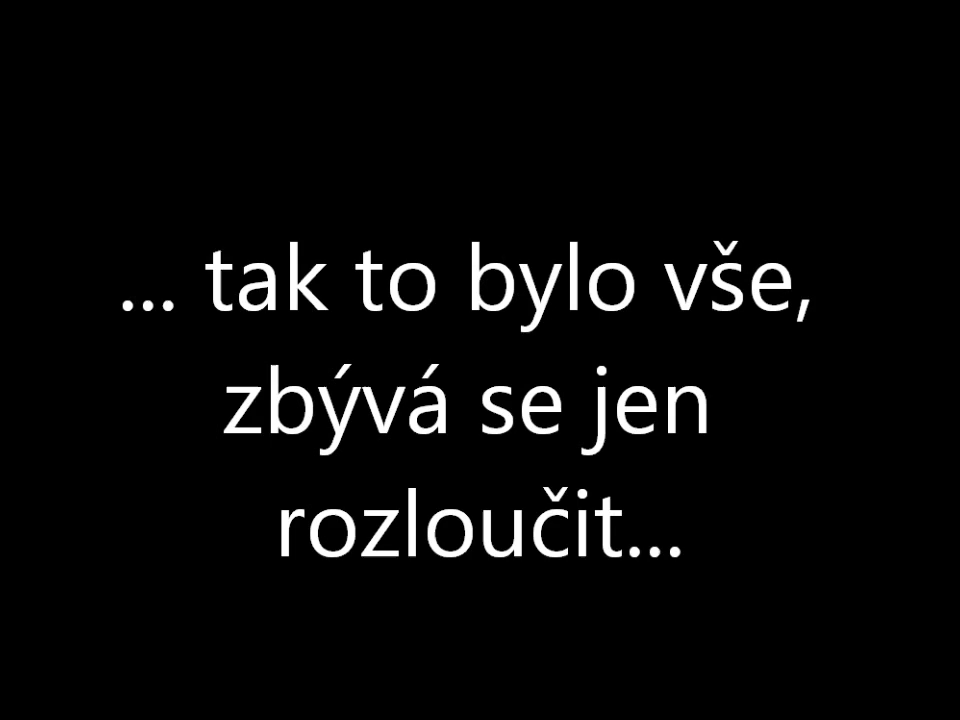 ... tak to bylo vše,
zbývá se jen
rozloučit...